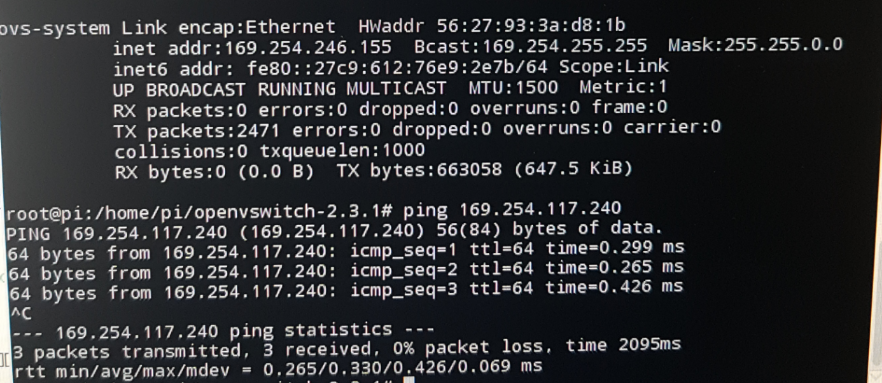 ovs-system Link encap:Ethernet  HWaddr 56:27:93:3a:d8:1b
inet addr:169.254.246.155  Bcast:169.254.255.255  Mask:255.255.0.0
inet6 addr: fe80::27c9:612:76e9:2e7b/64 Scope:Link
UP BROADCAST RUNNING MULTICAST  MTU:1500  Metric:1
RX packets:0 errors:0 dropped:0 overruns:0 frame:0
TX packets:2471 errors:0 dropped:0 overruns:0 carrier:0
collisions:0 txqueuelen:1000
RX bytes:0 (0.0 B)  TX bytes:663058 (647.5 KiB)
root@pi:/home/pi/openvswitch-2.3.1# ping 169.254.117.240
PING 169.254.117.240 (169.254.117.240) 56(84) bytes of data.
64 bytes from 169.254.117.240: icmp_seq=1 ttl=64 time=0.299 ms
64 bytes from 169.254.117.240: icmp_seq=2 ttl=64 time=0.265 ms
64 bytes from 169.254.117.240: icmp_seq=3 ttl=64 time=0.426 ms
^C
--- 169.254.117.240 ping statistics ---
3 packets transmitted, 3 received, 0% packet loss, time 2095ms
rtt min/avg/max/mdev = 0.265/0.330/0.426/0.069 ms